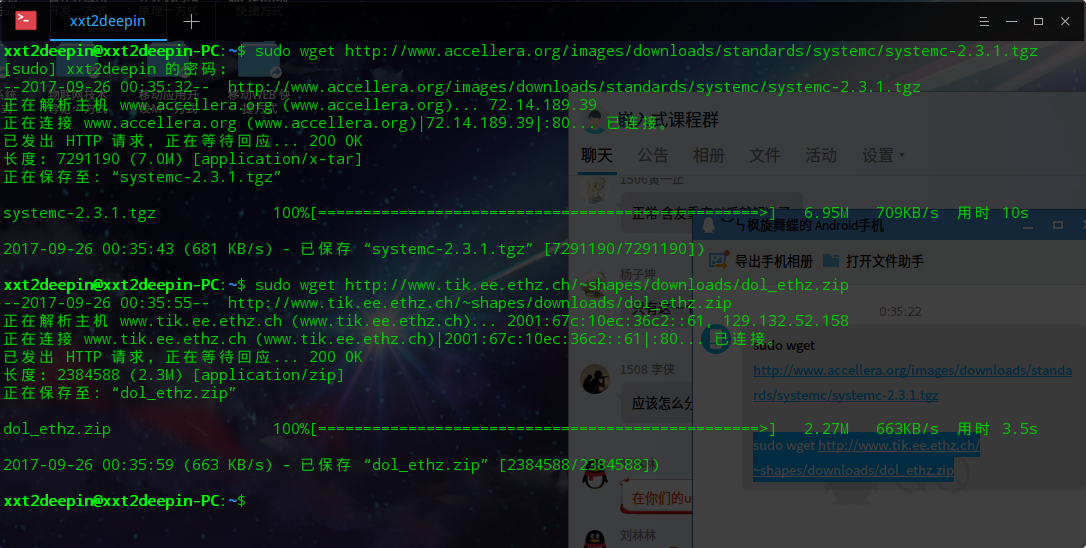 xxt2deepin
xxt2deepin@xxt2deepin-PC:~$ sudo wget http://www.accellera.org/images/downloads/standards/systemc/systemc-2.3.1.tgz
[sudo] xxt2deepin 的密码:
--2017-09-26 00:35:32--  http://www.accellera.org/images/downloads/standards/systemc/systemc-2.3.1.tgz
正在解析主机 www.accellera.org (www.accellera.org)... 72.14.189.39
正在连接 www.accellera.org (www.accellera.org)|72.14.189.39|:80... 已连接。
已发出 HTTP 请求，正在等待回应... 200 OK
长度: 7291190 (7.0M) [application/x-tar]
正在保存至: “systemc-2.3.1.tgz”
systemc-2.3.1.tgz 100%[=================================================>] 6.95M 709KB/s 用时 10s
2017-09-26 00:35:43 (681 KB/s) - 已保存 “systemc-2.3.1.tgz” [7291190/7291190])
xxt2deepin@xxt2deepin-PC:~$ sudo wget http://www.tik.ee.ethz.ch/~shapes/downloads/dol_ethz.zip
--2017-09-26 00:35:55--  http://www.tik.ee.ethz.ch/~shapes/downloads/dol_ethz.zip
正在解析主机 www.tik.ee.ethz.ch (www.tik.ee.ethz.ch)... 2001:67c:10ec:36c2::61, 129.132.52.158
正在连接 www.tik.ee.ethz.ch (www.tik.ee.ethz.ch)|2001:67c:10ec:36c2::61|:80... 已连接。
已发出 HTTP 请求，正在等待回应... 200 OK
长度: 2384588 (2.3M) [application/zip]
正在保存至: “dol_ethz.zip”
dol_ethz.zip 100%[=================================================>] 2.27M 663KB/s 用时 3.5s
2017-09-26 00:35:59 (663 KB/s) - 已保存 “dol_ethz.zip” [2384588/2384588])
xxt2deepin@xxt2deepin-PC:~$
嵌入式课程群
聊天 公告 相册 文件 活动 设置
杨子坤
1508 李侠
应该怎么分
在你们的u
刘林林
枫旋舞蝶的 Android手机
导出手机相册 打开文件助手
0:35:22
sudo wget
http://www.accellera.org/images/downloads/standa
rds/systemc/systemc-2.3.1.tgz
sudo wget http://www.tik.ee.ethz.ch/
~shapes/downloads/dol_ethz.zip